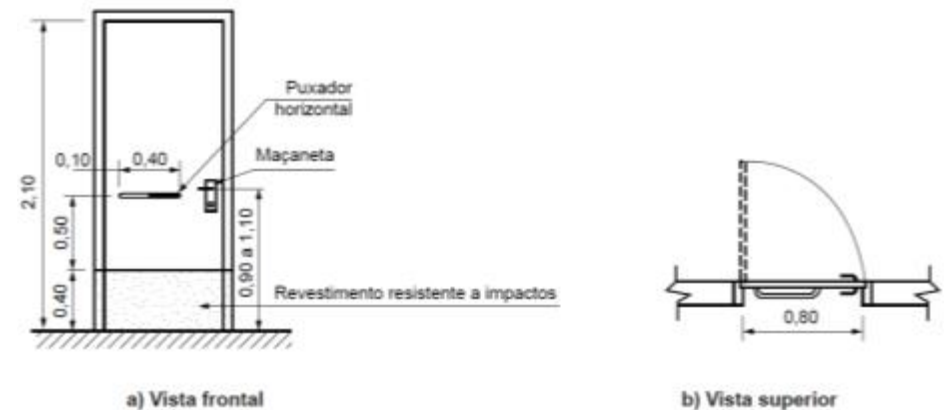 Puxador
horizontal
Maçaneta
0,10
0,40
2,10
0,50
0,40
0,90 a 1,10
Revestimento resistente a impactos
0,80
a) Vista frontal
b) Vista superior